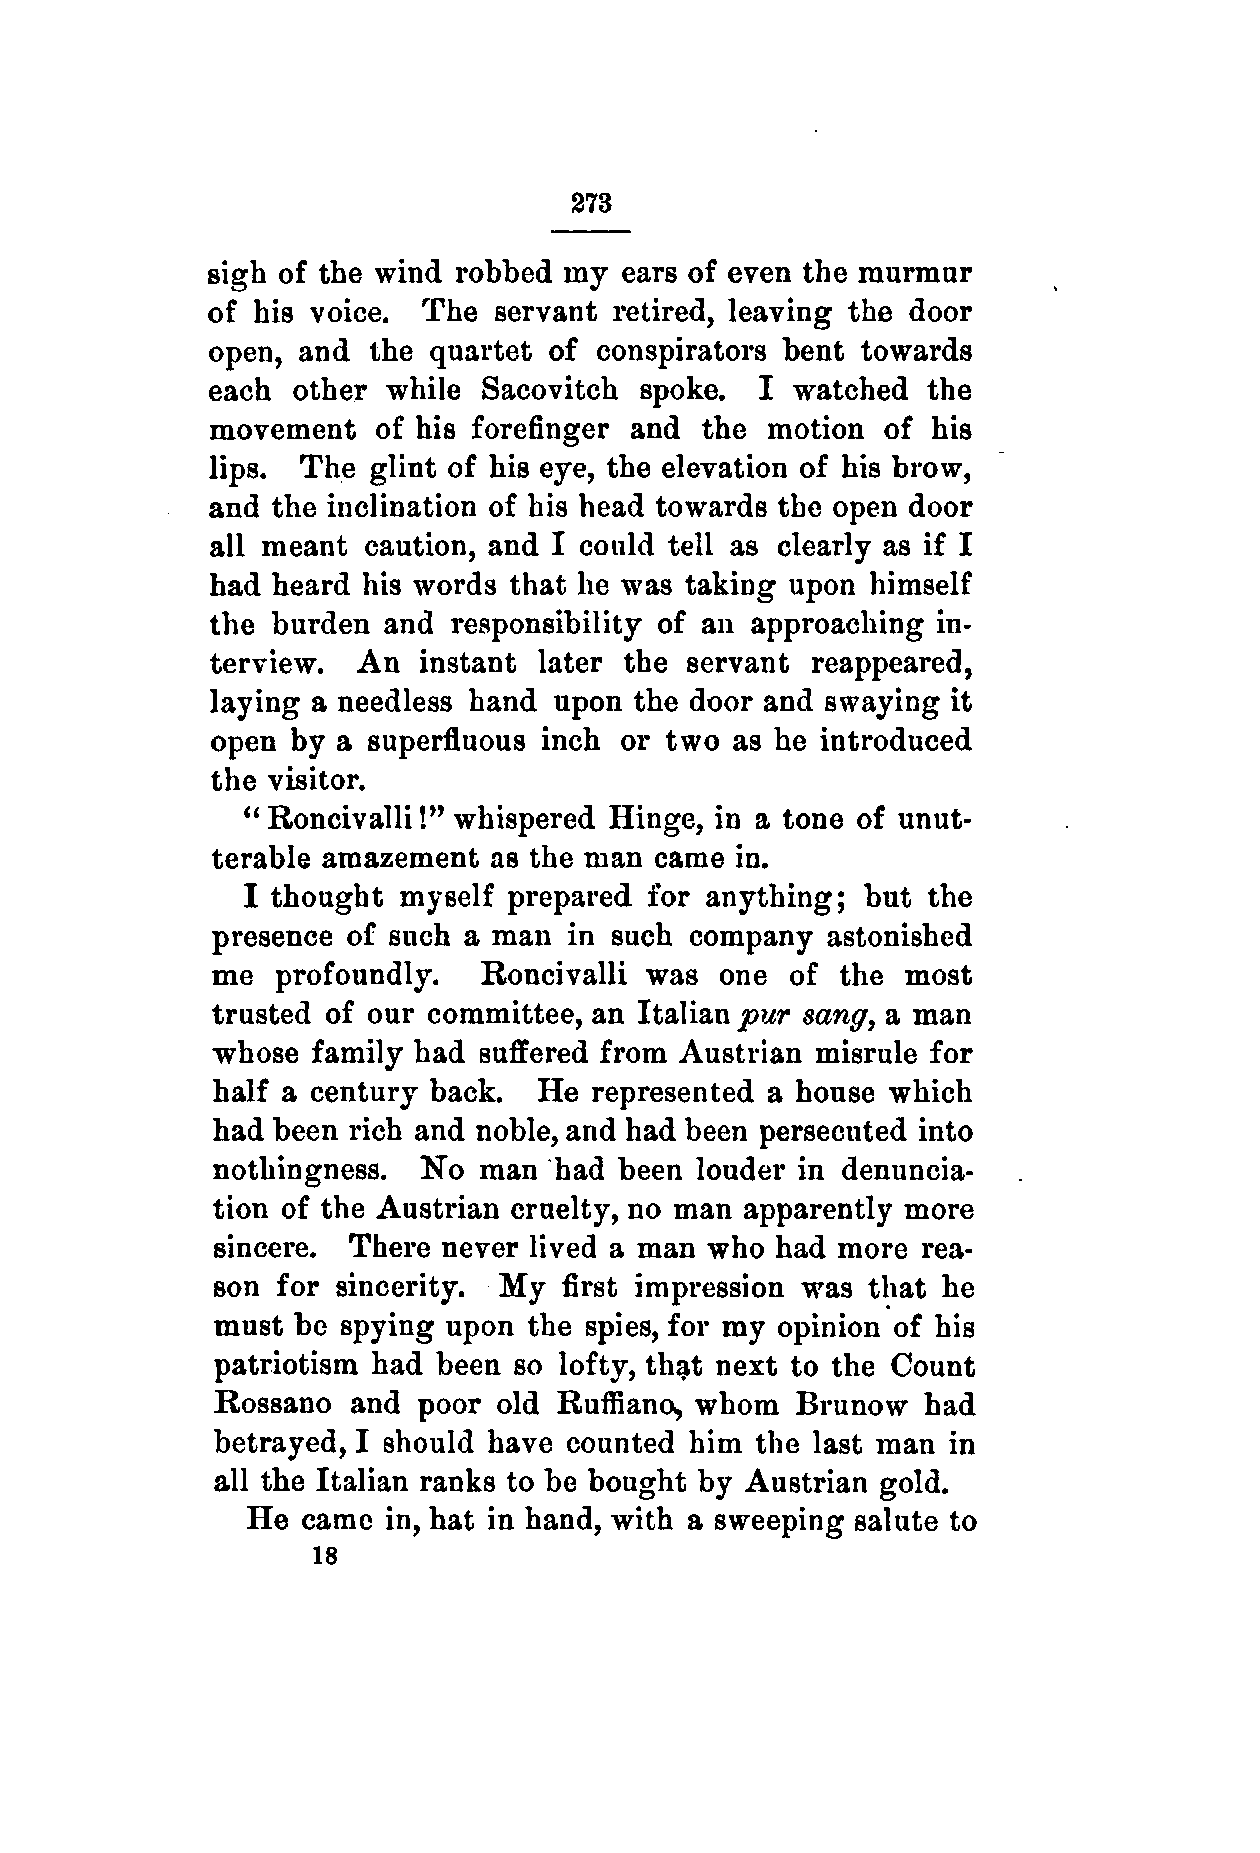 273
sigh of the wind robbed my ears of even the murmur
of his voice. The servant retired, leaving the door
open, and the quartet of conspirators bent towards
each other while Sacovitch spoke. I watched the
movement of his forefinger and the motion of his
lips. The glint of his eye, the elevation of his brow,
and the inclination of his head towards the open door
all meant caution, and I could tell as clearly as if I
had heard his words that he was taking upon himself
the burden and responsibility of an approaching in-
terview. An instant later the servant reappeared,
laying a needless hand upon the door and swaying it
open by a superfluous inch or two as he introduced
the visitor.
“Roncivalli!” whispered Hinge, in a tone of unut-
terable amazement as the man came in.
I thought myself prepared for anything; but the
presence of such a man in such company astonished
me profoundly. Roncivalli was one of the most
trusted of our committee, an Italian pur sang, a man
whose family had suffered from Austrian misrule for
half a century back. He represented a house which
had been rich and noble, and had been persecuted into
nothingness. No man had been louder in denuncia-
tion of the Austrian cruelty, no man apparently more
sincere. There never lived a man who had more rea-
son for sincerity. My first impression was that he
must be spying upon the spies, for my opinion of his
patriotism had been so lofty, that next to the Count
Rossano and poor old Ruffiano, whom Brunow had
betrayed, I should have counted him the last man in
all the Italian ranks to be bought by Austrian gold.
He came in, hat in hand, with a sweeping salute to
18